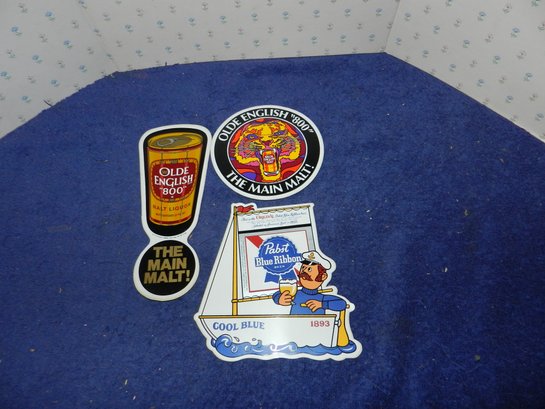 OLDE
ENGLISH
"800"
MALT LIQUOR
THE
MAIN
MALT!
OLDE ENGLISH "800"
THE MAIN MALT!
Pabst
Blue Ribbon
BEER
COOL BLUE
1893